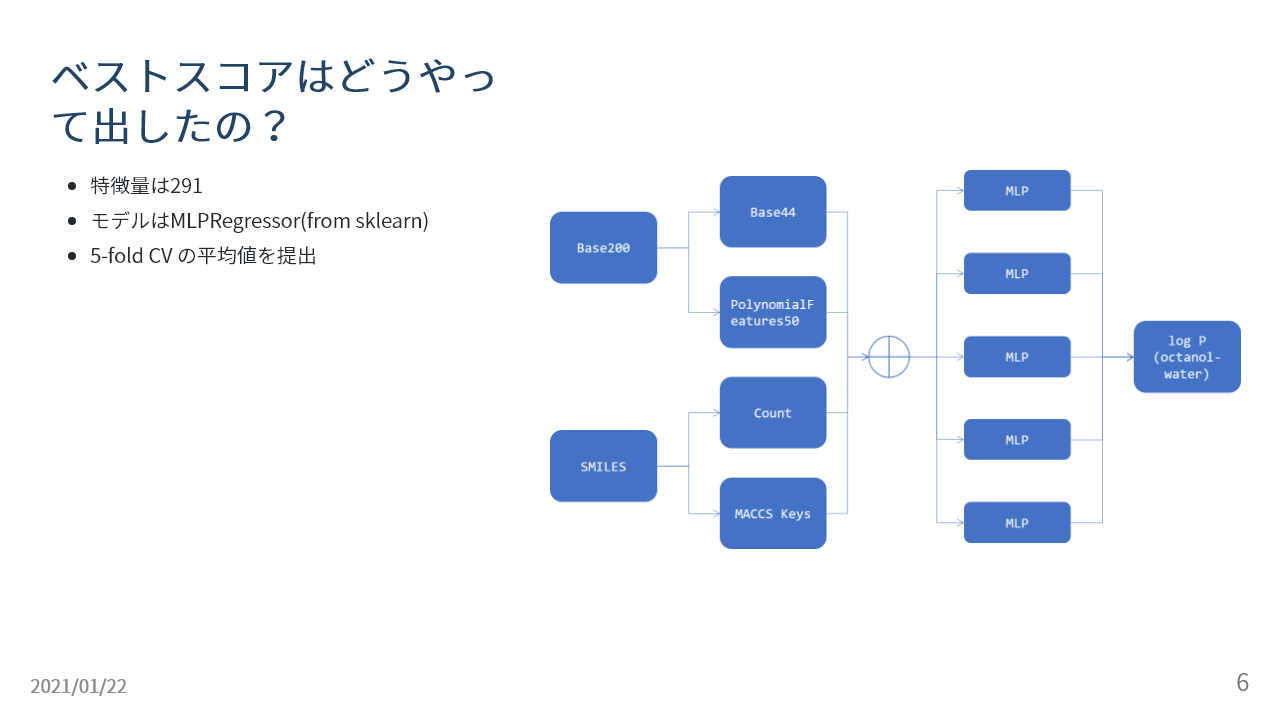 ベストスコアはどうやっ
て出したの？
特徴量は291
モデルはMLPRegressor(from sklearn)
5-fold CV の平均値を提出
Base200
SMILES
Base44
PolynomialF
eatures50
Count
MACCS Keys
MLP
MLP
MLP
MLP
MLP
log P
(octanol-
water)
2021/01/22
6